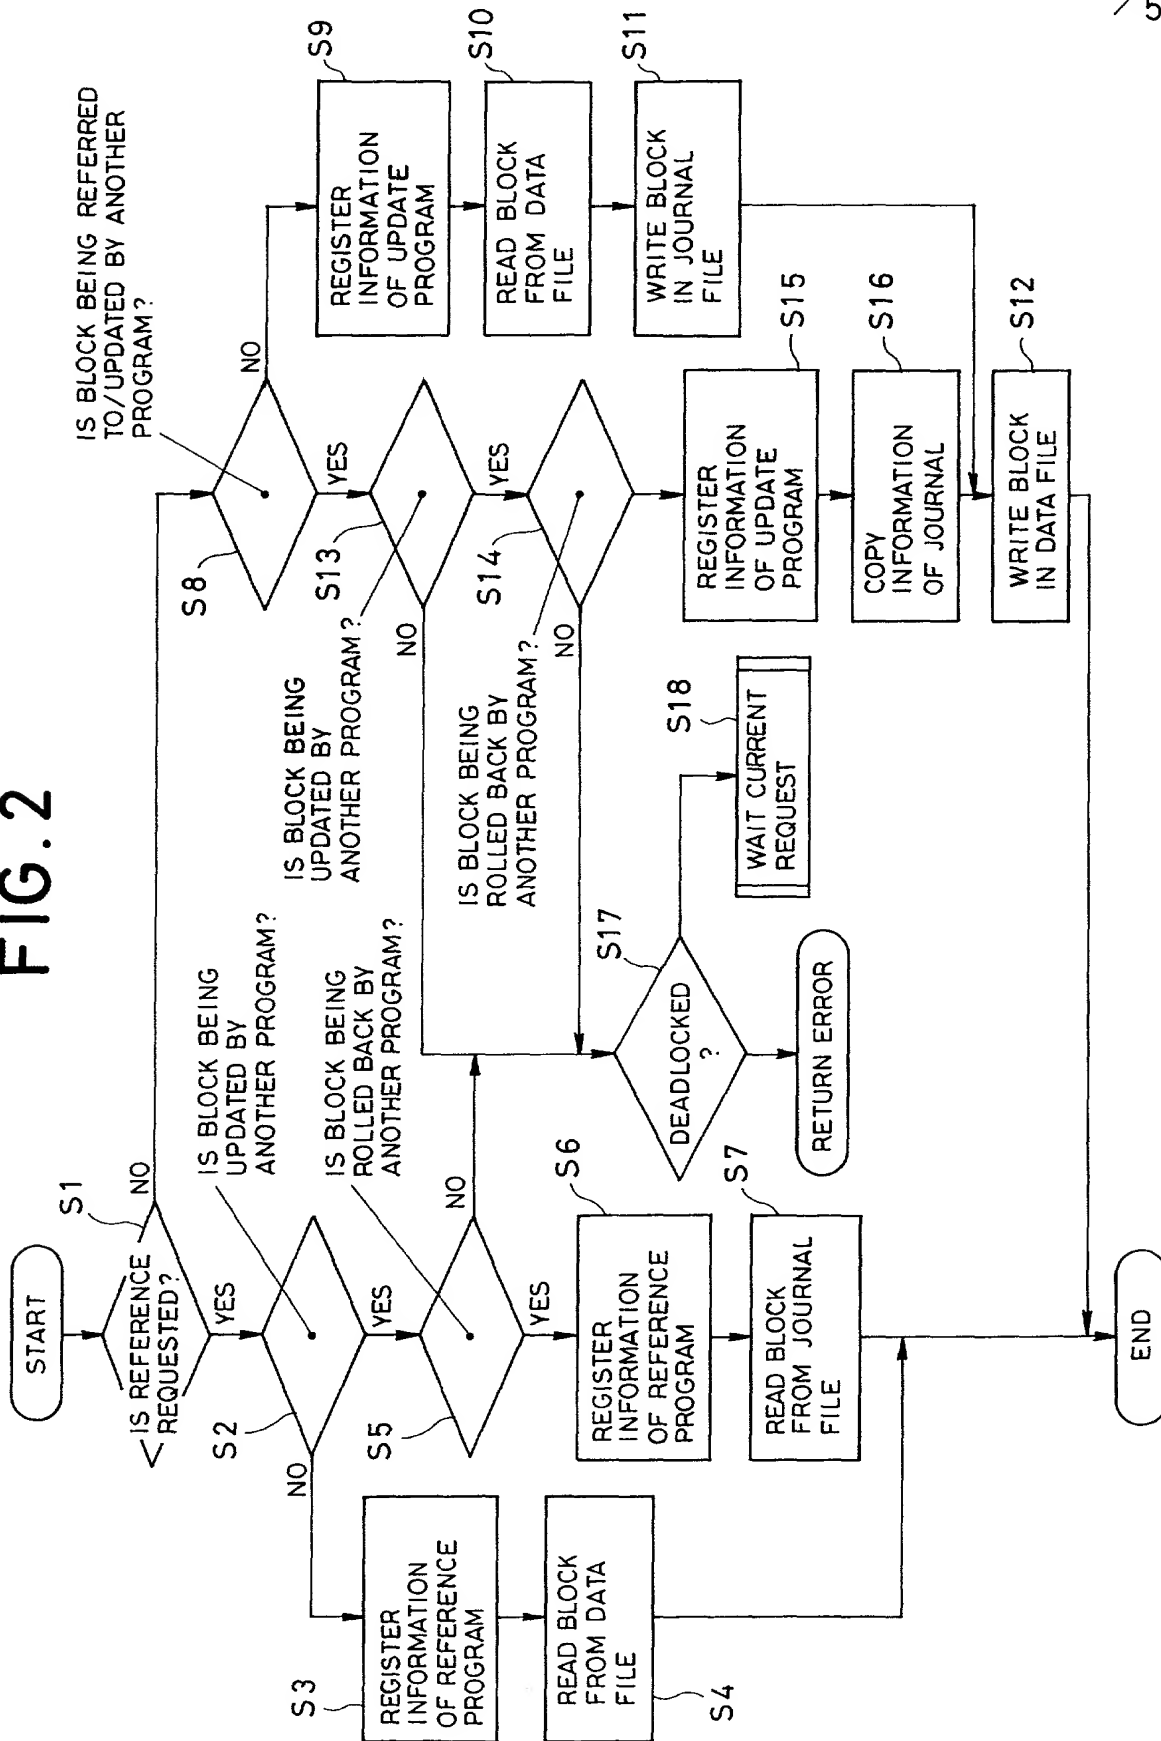 FIG. 2
START
IS REFERENCE
REQUESTED?
S1
NO
YES
IS BLOCK BEING
UPDATED BY
ANOTHER PROGRAM?
S2
NO
YES
S3
REGISTER
INFORMATION
OF REFERENCE
PROGRAM
READ BLOCK
FROM DATA
FILE
S4
IS BLOCK BEING
ROLLED BACK BY
ANOTHER PROGRAM?
S5
NO
YES
S6
REGISTER
INFORMATION
OF REFERENCE
PROGRAM
S7
READ BLOCK
FROM JOURNAL
FILE
IS BLOCK BEING REFERRED
TO/UPDATED BY ANOTHER
PROGRAM?
S8
NO
YES
S9
REGISTER
INFORMATION
OF UPDATE
PROGRAM
S10
READ BLOCK
FROM DATA
FILE
S11
WRITE BLOCK
IN JOURNAL
FILE
IS BLOCK BEING
UPDATED BY
ANOTHER PROGRAM?
S13
NO
YES
IS BLOCK BEING
ROLLED BACK BY
ANOTHER PROGRAM?
S14
NO
S15
REGISTER
INFORMATION
OF UPDATE
PROGRAM
S16
COPY
INFORMATION
OF JOURNAL
S12
WRITE BLOCK
IN DATA FILE
S17
DEADLOCKED
?
S18
WAIT CURRENT
REQUEST
RETURN ERROR
END